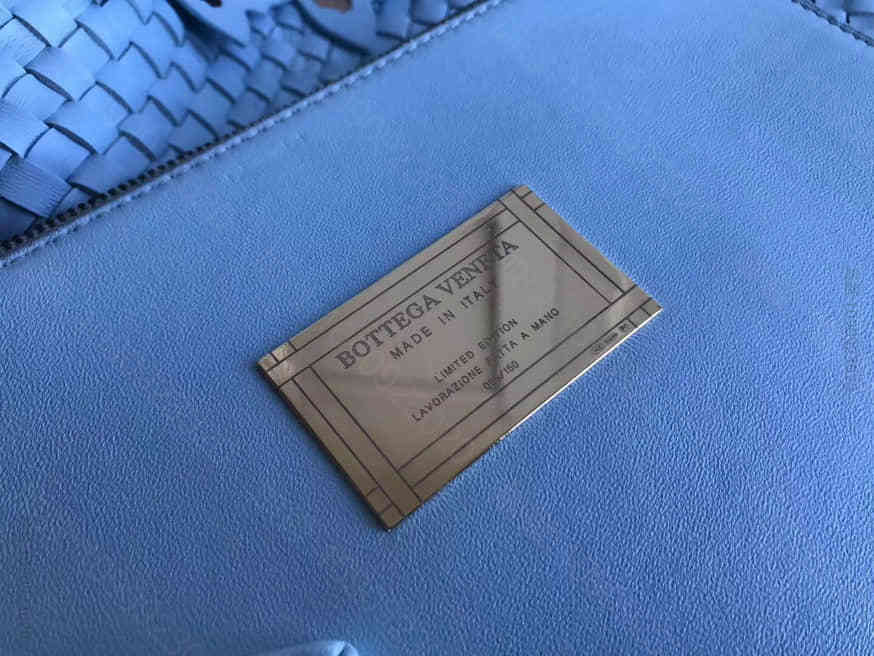 BOTTEGA VENETA
MADE IN ITALY
LIMITED EDITION
LAVORAZIONE FATTA A MANO